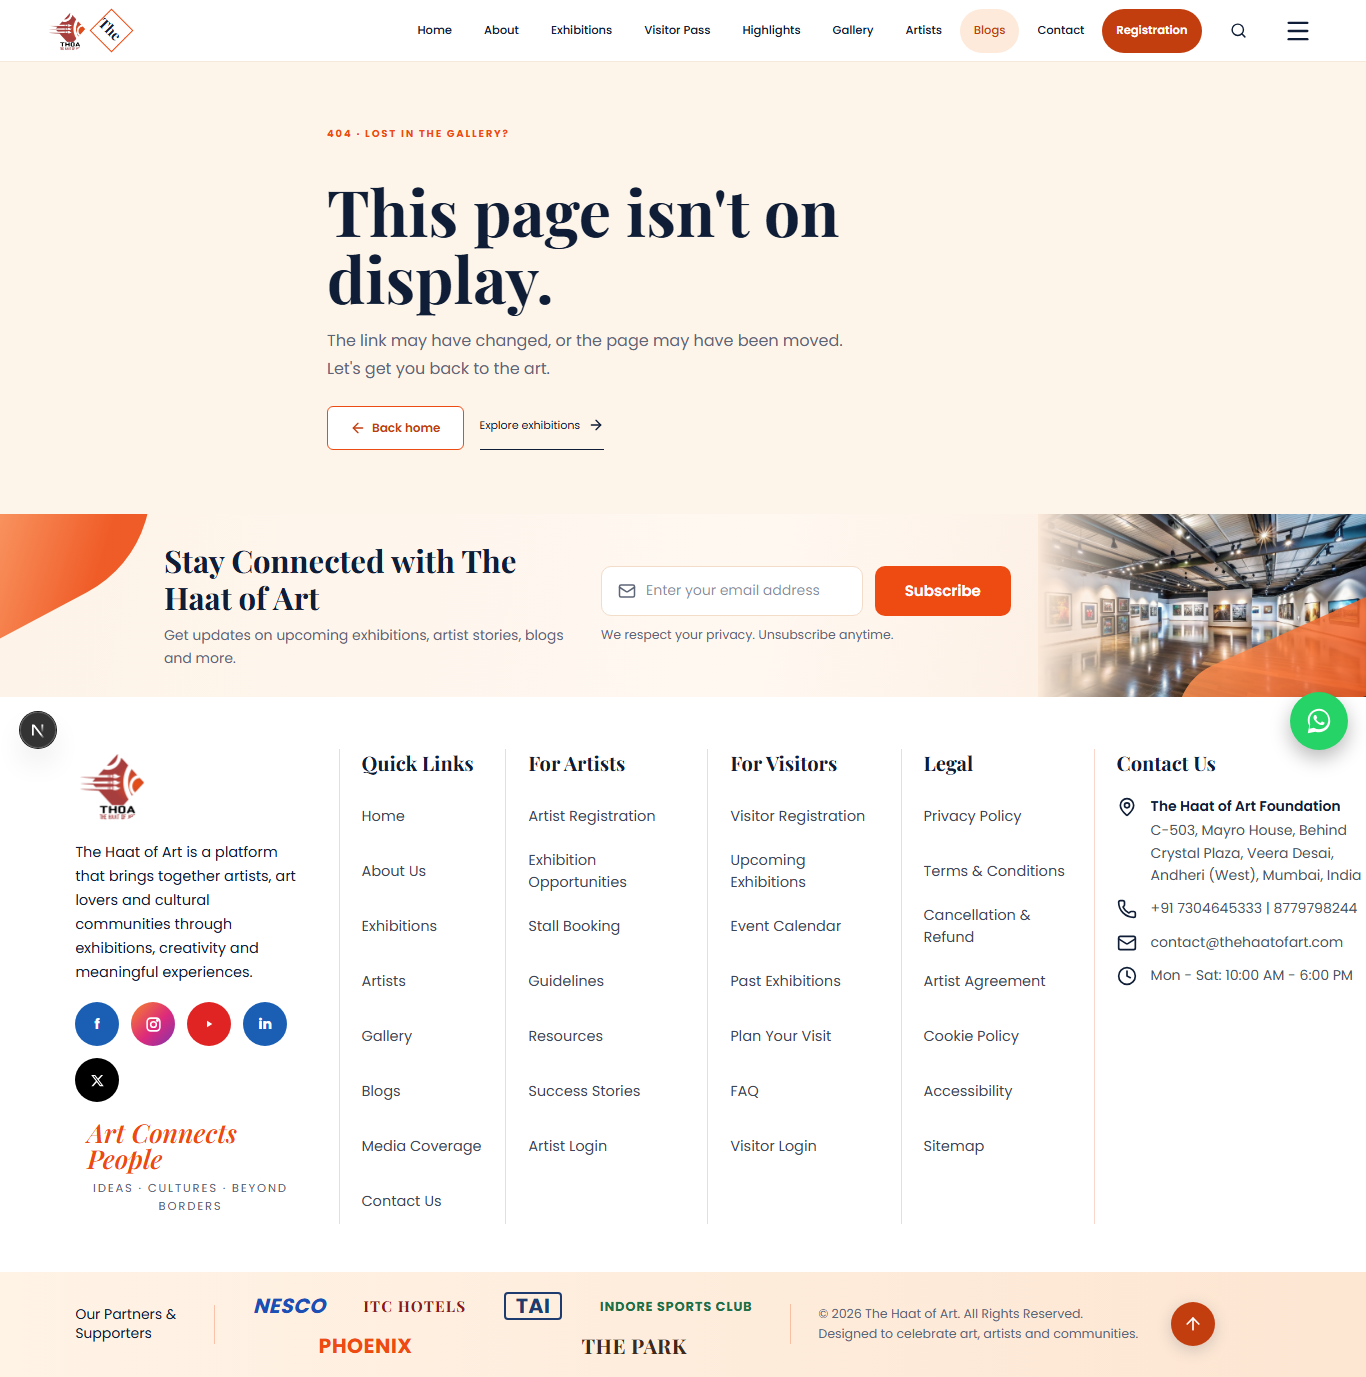 THOA
THE HAAT OF ART
The
Home
About
Exhibitions
Visitor Pass
Highlights
Gallery
Artists
Blogs
Contact
Registration
404 · LOST IN THE GALLERY?
This page isn't on
display.
The link may have changed, or the page may have been moved.
Let's get you back to the art.
Back home
Explore exhibitions
Stay Connected with The
Haat of Art
Get updates on upcoming exhibitions, artist stories, blogs
and more.
Enter your email address
Subscribe
We respect your privacy. Unsubscribe anytime.
N
THOA
THE HAAT OF ART
The Haat of Art is a platform
that brings together artists, art
lovers and cultural
communities through
exhibitions, creativity and
meaningful experiences.
f
in
X
Art Connects
People
IDEAS · CULTURES · BEYOND
BORDERS
Quick Links
Home
About Us
Exhibitions
Artists
Gallery
Blogs
Media Coverage
Contact Us
For Artists
Artist Registration
Exhibition
Opportunities
Stall Booking
Guidelines
Resources
Success Stories
Artist Login
For Visitors
Visitor Registration
Upcoming
Exhibitions
Event Calendar
Past Exhibitions
Plan Your Visit
FAQ
Visitor Login
Legal
Privacy Policy
Terms & Conditions
Cancellation &
Refund
Artist Agreement
Cookie Policy
Accessibility
Sitemap
Contact Us
The Haat of Art Foundation
C-503, Mayro House, Behind
Crystal Plaza, Veera Desai,
Andheri (West), Mumbai, India
+91 7304645333 | 8779798244
contact@thehaatofart.com
Mon - Sat: 10:00 AM - 6:00 PM
Our Partners &
Supporters
NESCO
ITC HOTELS
TAI
INDORE SPORTS CLUB
PHOENIX
THE PARK
© 2026 The Haat of Art. All Rights Reserved.
Designed to celebrate art, artists and communities.